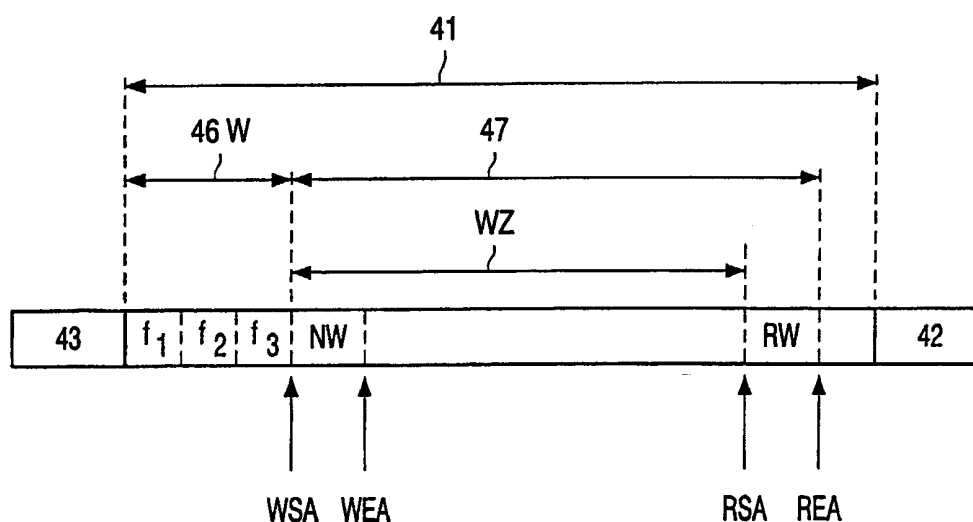 41
46 W 47
WZ
43 f1 f2 f3 NW RW 42
WSA WEA RSA REA